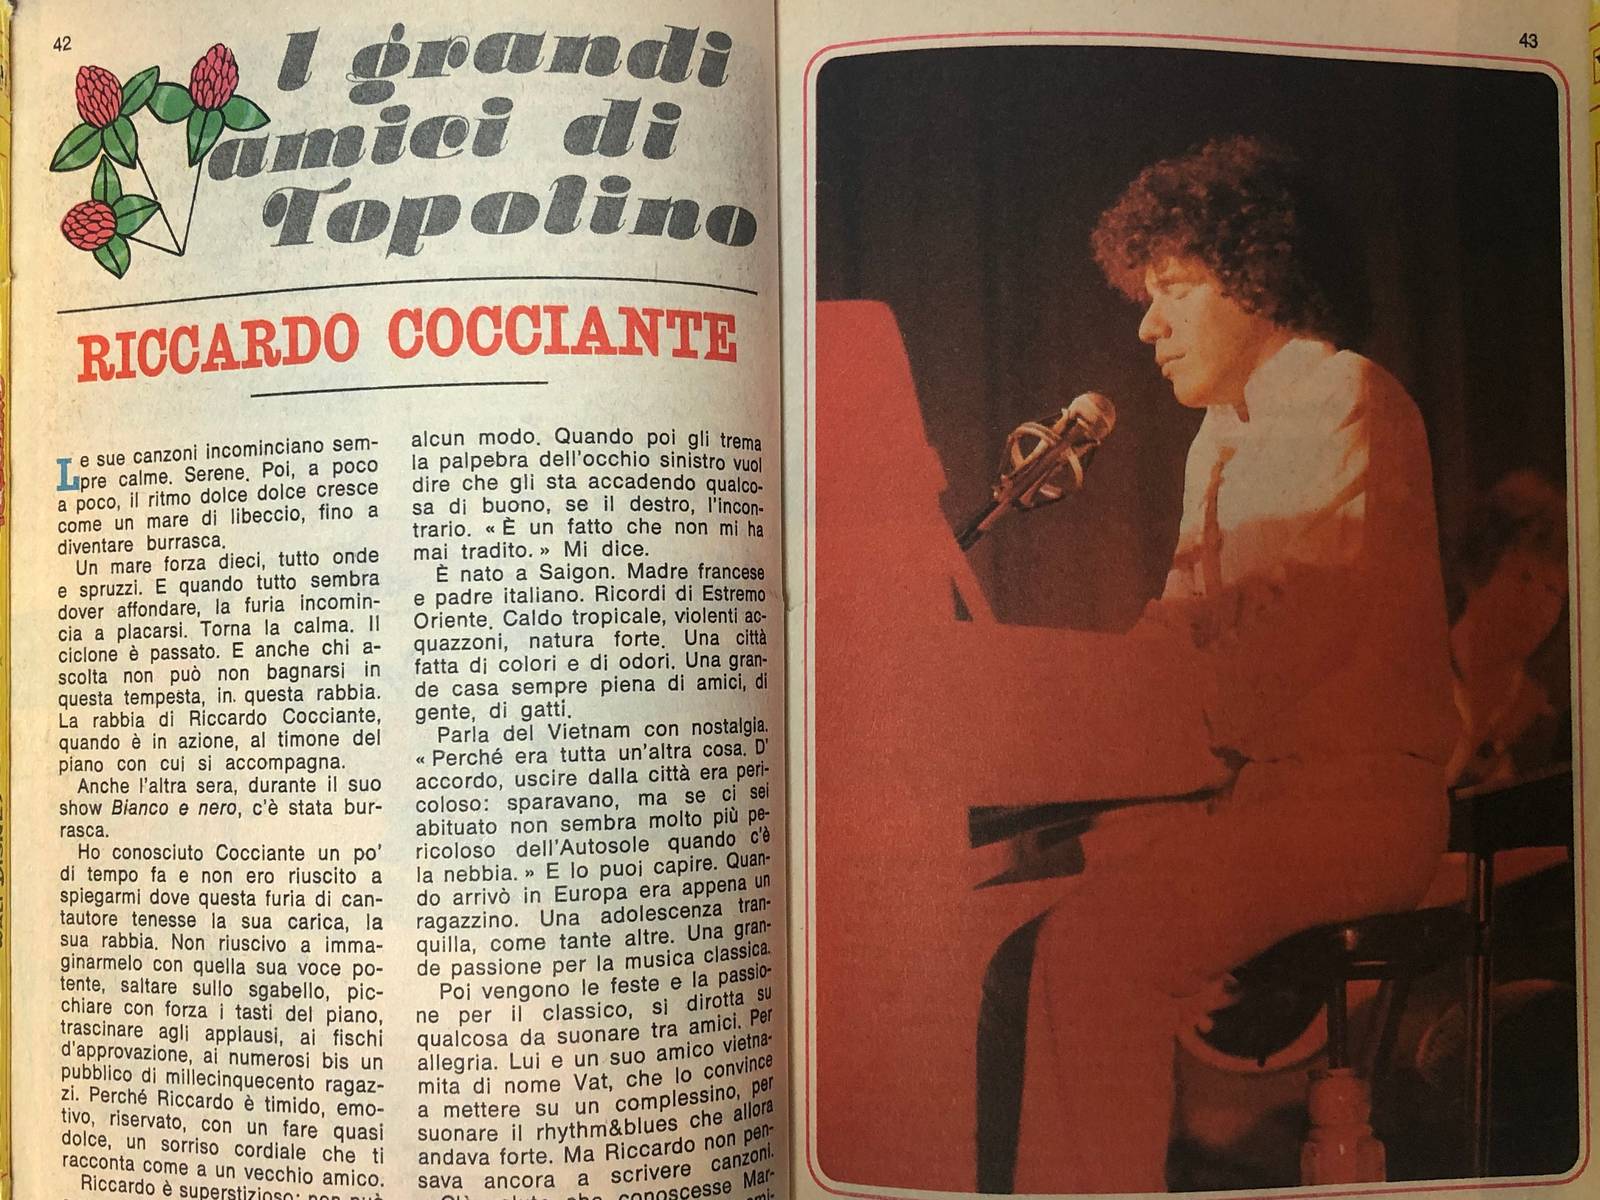 42
I grandi
amici di
Topolino
RICCARDO COCCIANTE
Le sue canzoni incominciano sem-
pre calme. Serene. Poi, a poco
a poco, il ritmo dolce dolce cresce
come un mare di libeccio, fino a
diventare burrasca.
Un mare forza dieci, tutto onde
e spruzzi. E quando tutto sembra
dover affondare, la furia incomin-
cia a placarsi. Torna la calma. Il
ciclone è passato. E anche chi a-
scolta non può non bagnarsi in
questa tempesta, in. questa rabbia.
La rabbia di Riccardo Cocciante,
quando è in azione, al timone del
piano con cui si accompagna.
Anche l'altra sera, durante il suo
show Bianco e nero, c'è stata bur-
rasca.
Ho conosciuto Cocciante un po'
di tempo fa e non ero riuscito a
spiegarmi dove questa furia di can-
tautore tenesse la sua carica, la
sua rabbia. Non riuscivo a imma-
ginarmelo con quella sua voce po-
tente, saltare sullo sgabello, pic-
chiare con forza i tasti del piano,
trascinare agli applausi, ai fischi
d'approvazione, ai numerosi bis un
pubblico di millecinquecento ragaz-
zi. Perché Riccardo è timido, emo-
tivo, riservato, con un fare quasi
dolce, un sorriso cordiale che ti
racconta come a un vecchio amico.
Riccardo è superstizioso: non può
alcun modo. Quando poi gli trema
la palpebra dell'occhio sinistro vuol
dire che gli sta accadendo qualco-
sa di buono, se il destro, l'incon-
trario. « È un fatto che non mi ha
mai tradito. » Mi dice.
È nato a Saigon. Madre francese
e padre italiano. Ricordi di Estremo
Oriente. Caldo tropicale, violenti ac-
quazzoni, natura forte. Una città
fatta di colori e di odori. Una gran-
de casa sempre piena di amici, di
gente, di gatti.
Parla del Vietnam con nostalgia.
« Perché era tutta un'altra cosa. D'
accordo, uscire dalla città era peri-
coloso: sparavano, ma se ci sei
abituato non sembra molto più pe-
ricoloso dell'Autosole quando c'è
la nebbia. » E lo puoi capire. Quan-
do arrivò in Europa era appena un
ragazzino. Una adolescenza tran-
quilla, come tante altre. Una gran-
de passione per la musica classica.
Poi vengono le feste e la passio-
ne per il classico, si dirotta su
qualcosa da suonare tra amici. Per
allegria. Lui e un suo amico vietna-
mita di nome Vat, che lo convince
a mettere su un complessino, per
suonare il rhythm&blues che allora
andava forte. Ma Riccardo non pen-
sava ancora a scrivere canzoni.
che conoscesse Mar-
43